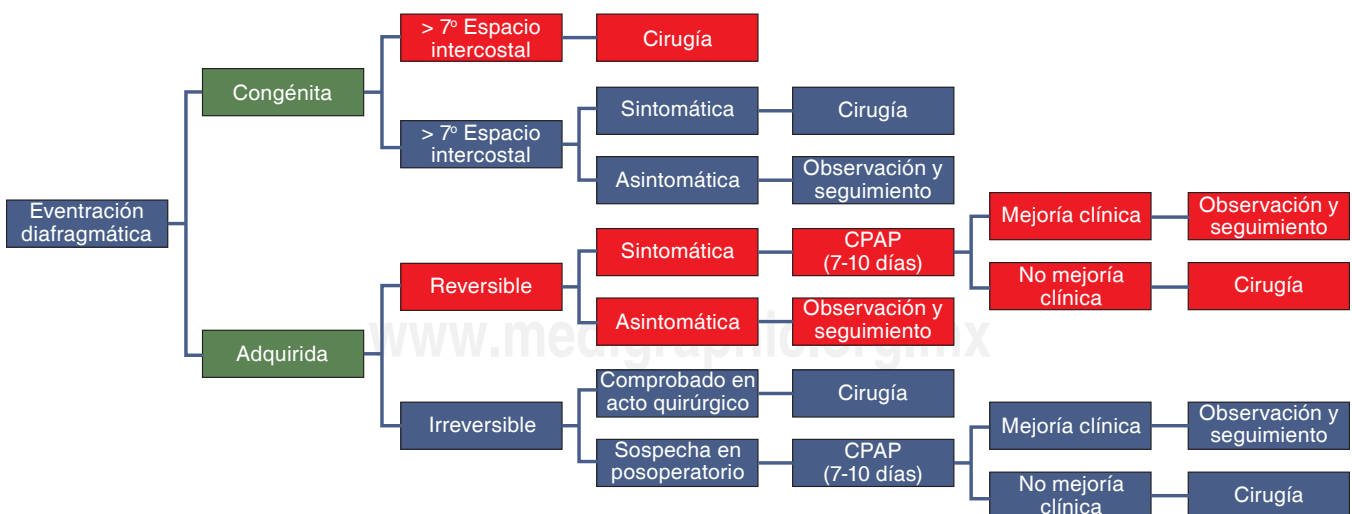 Eventración
diafragmática
Congénita
> 7º Espacio
intercostal
Cirugía
> 7º Espacio
intercostal
Sintomática
Cirugía
Asintomática
Observación y
seguimiento
Adquirida
Reversible
Sintomática
CPAP
(7-10 días)
Mejoría clínica
Observación y
seguimiento
No mejoría
clínica
Cirugía
Asintomática
Observación y
seguimiento
Irreversible
Comprobado en
acto quirúrgico
Cirugía
Sospecha en
posoperatorio
CPAP
(7-10 días)
Mejoría clínica
Observación y
seguimiento
No mejoría
clínica
Cirugía
www.medigraphic.org.mx